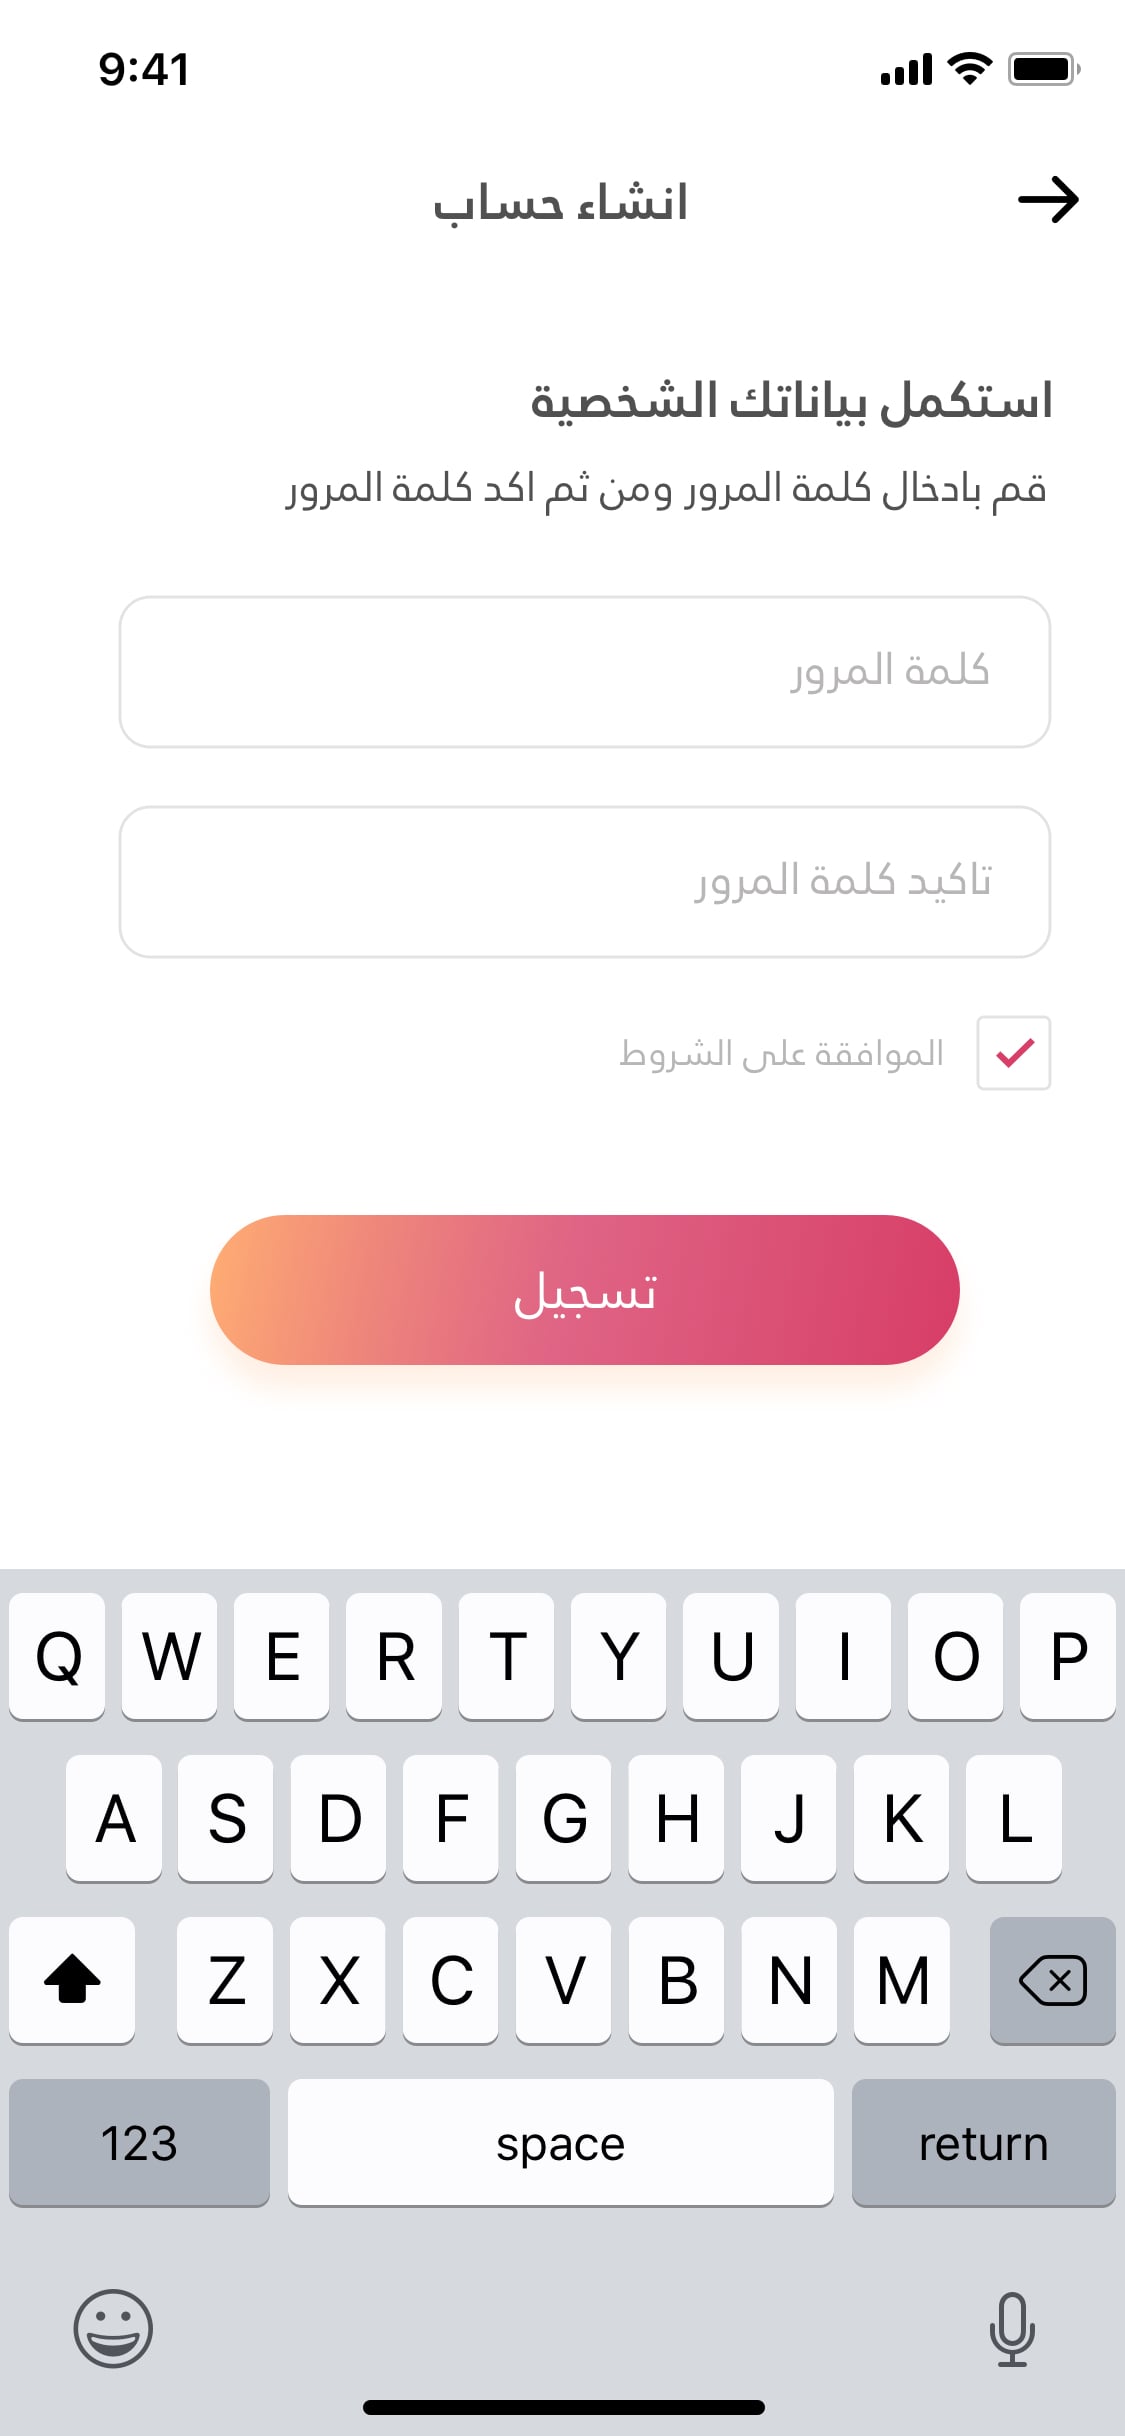 9:41
انشاء حساب
استكمل بياناتك الشخصية
قم بادخال كلمة المرور ومن ثم اكد كلمة المرور
كلمة المرور
تاكيد كلمة المرور
الموافقة على الشروط
تسجيل
Q W E R T Y U I O P
A S D F G H J K L
Z X C V B N M
123 space return